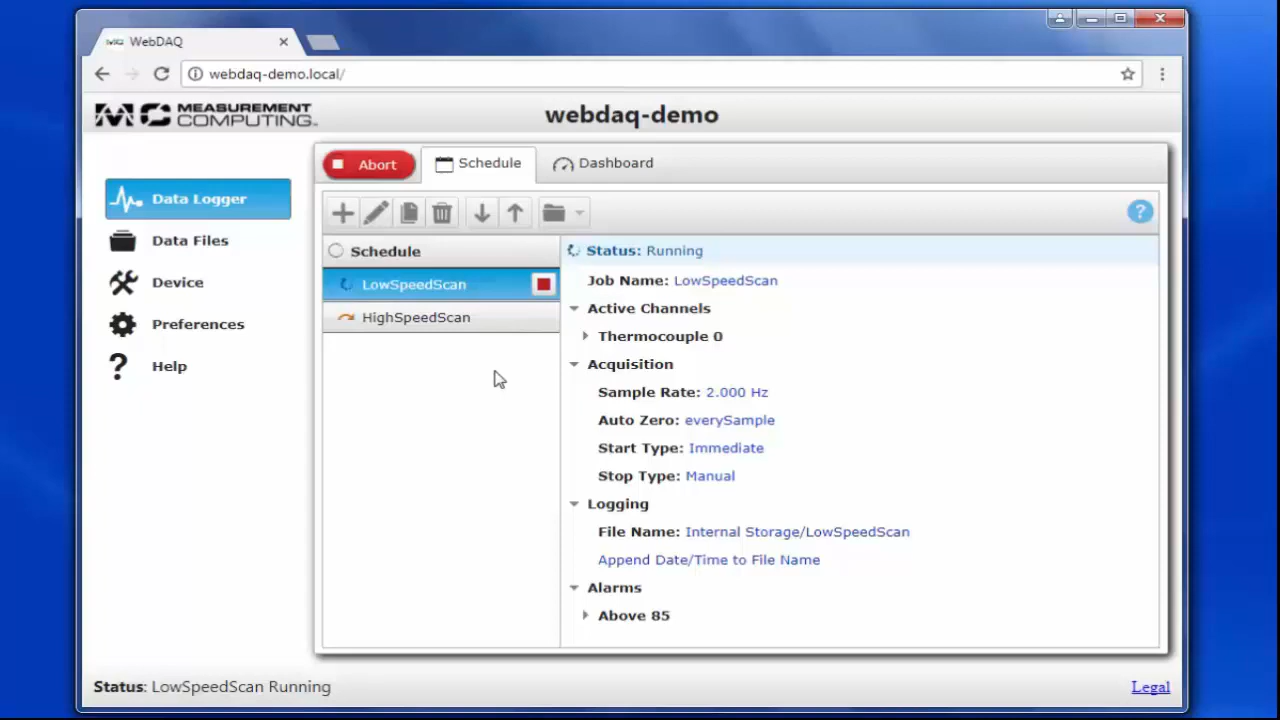 WebDAQ
webdaq-demo.local/
MEASUREMENT
COMPUTING
webdaq-demo
Abort
Schedule
Dashboard
Data Logger
Data Files
Device
Preferences
Help
?
Schedule
LowSpeedScan
HighSpeedScan
Status: Running
Job Name: LowSpeedScan
Active Channels
Thermocouple 0
Acquisition
Sample Rate: 2.000 Hz
Auto Zero: everySample
Start Type: Immediate
Stop Type: Manual
Logging
File Name: Internal Storage/LowSpeedScan
Append Date/Time to File Name
Alarms
Above 85
Status: LowSpeedScan Running
Legal